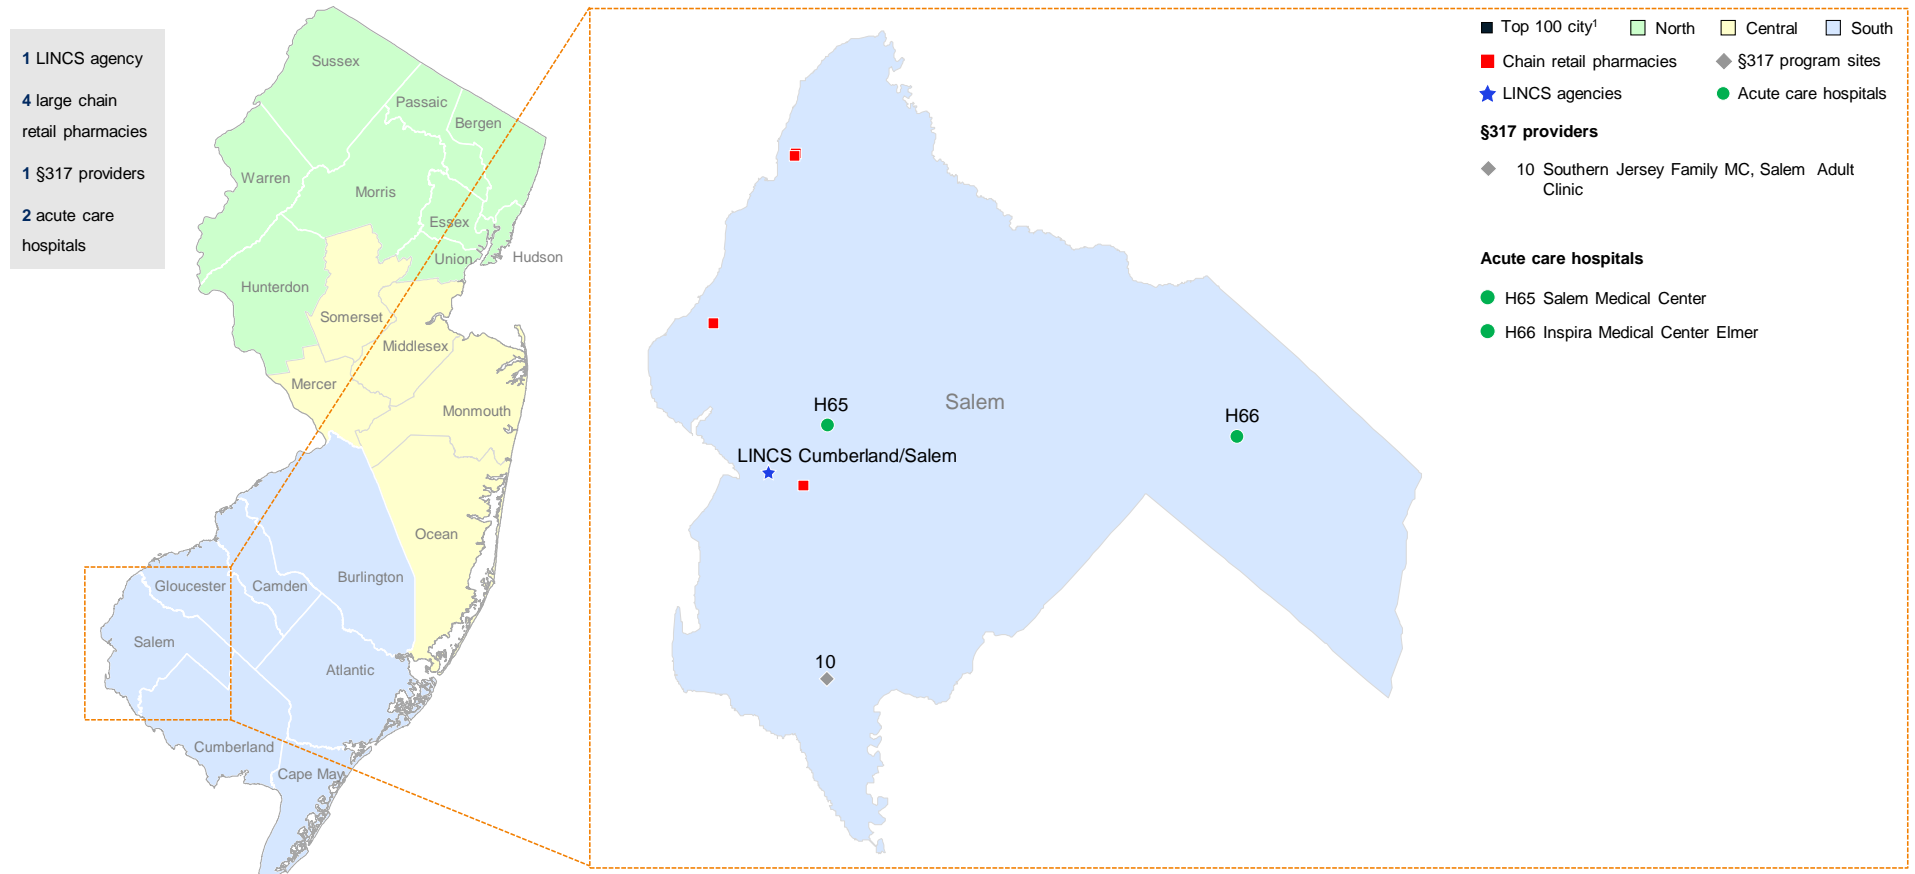 1 LINCS agency
4 large chain
retail pharmacies
1 §317 providers
2 acute care
hospitals
Sussex
Passaic
Bergen
Warren
Morris
Essex
Union
Hudson
Hunterdon
Somerset
Middlesex
Mercer
Monmouth
Ocean
Burlington
Gloucester
Camden
Salem
Atlantic
Cumberland
Cape May
H65
Salem
H66
LINCS Cumberland/Salem
10
Top 100 city¹
North
Central
South
Chain retail pharmacies
§317 program sites
LINCS agencies
Acute care hospitals
§317 providers
10 Southern Jersey Family MC, Salem Adult
Clinic
Acute care hospitals
H65 Salem Medical Center
H66 Inspira Medical Center Elmer